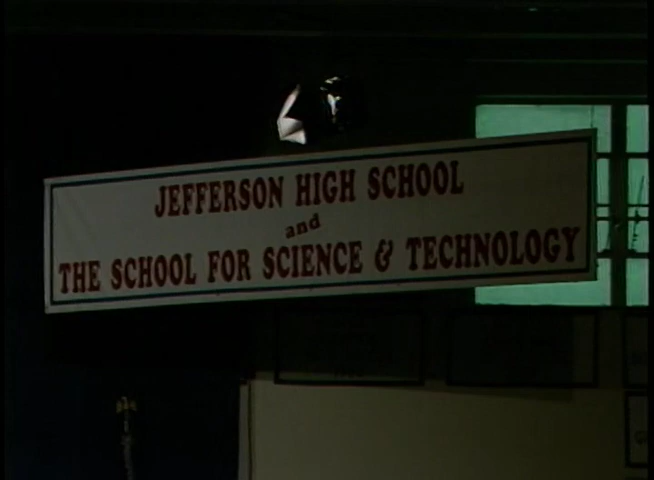 JEFFERSON HIGH SCHOOL
and
THE SCHOOL FOR SCIENCE & TECHNOLOGY